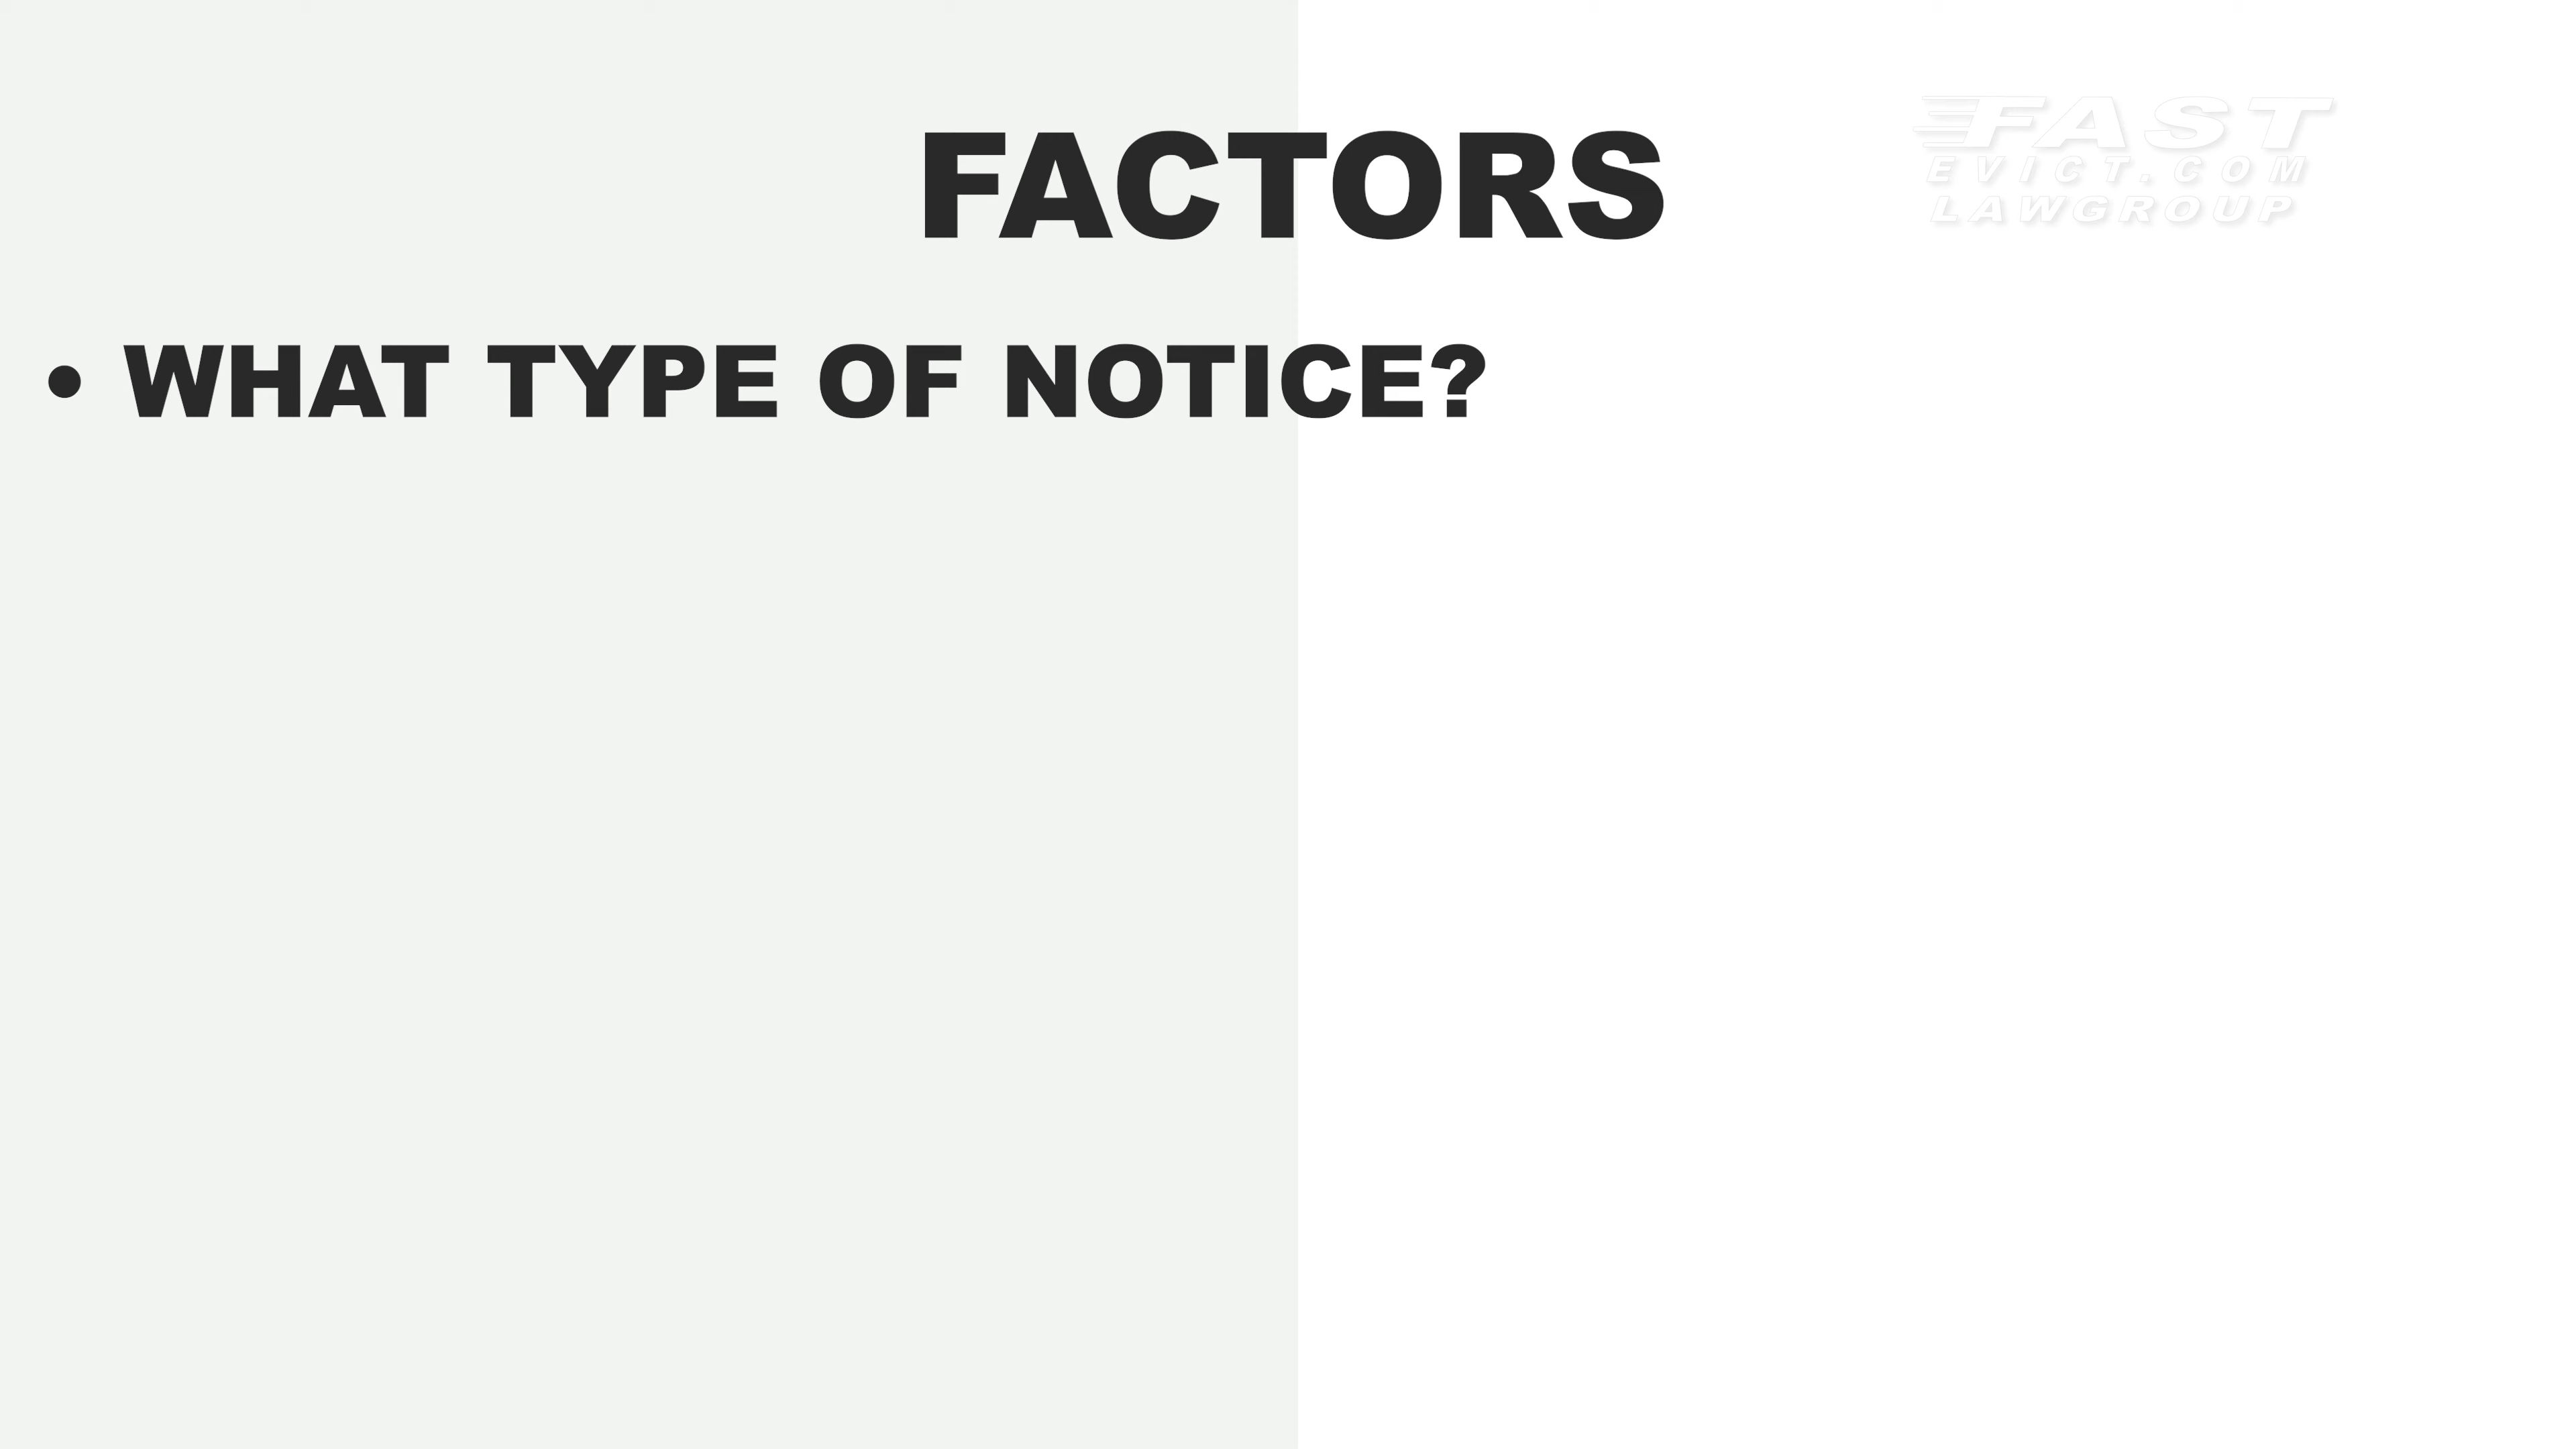 FACTORS
FAST
EVICT.COM
LAWGROUP
• WHAT TYPE OF NOTICE?